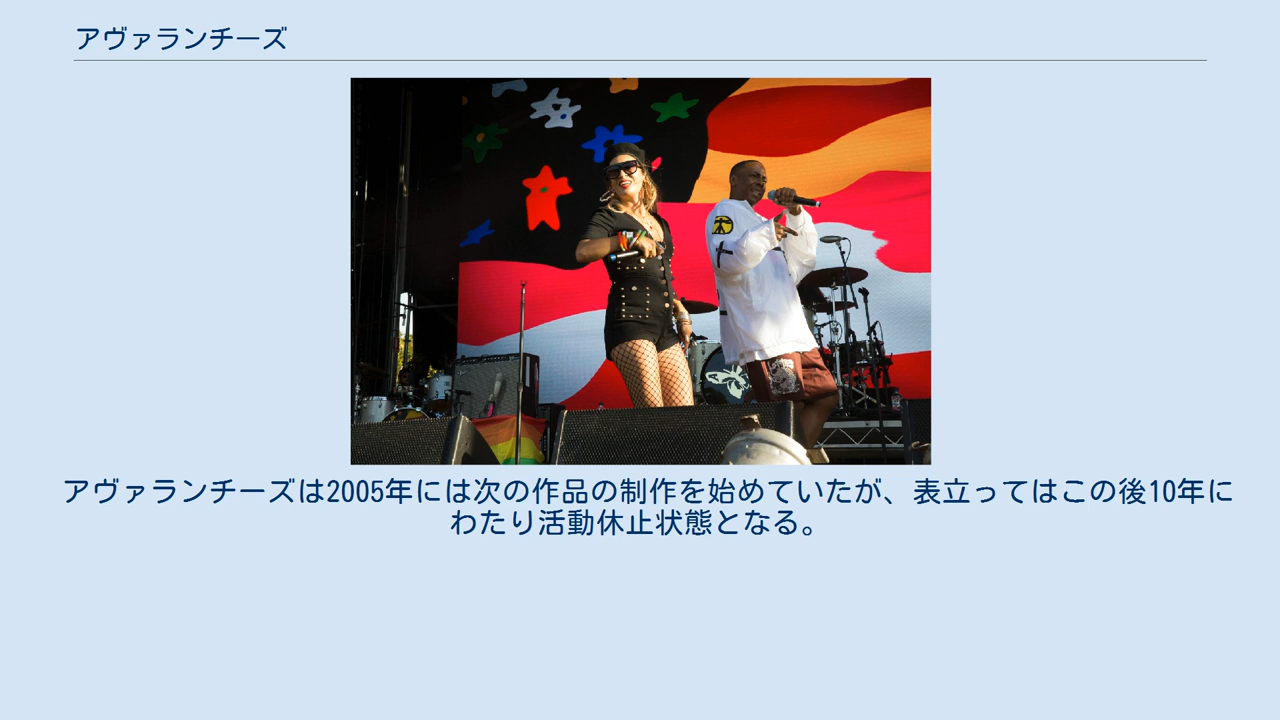 アヴァランチーズ
アヴァランチーズは2005年には次の作品の制作を始めていたが、表立ってはこの後10年に
わたり活動休止状態となる。